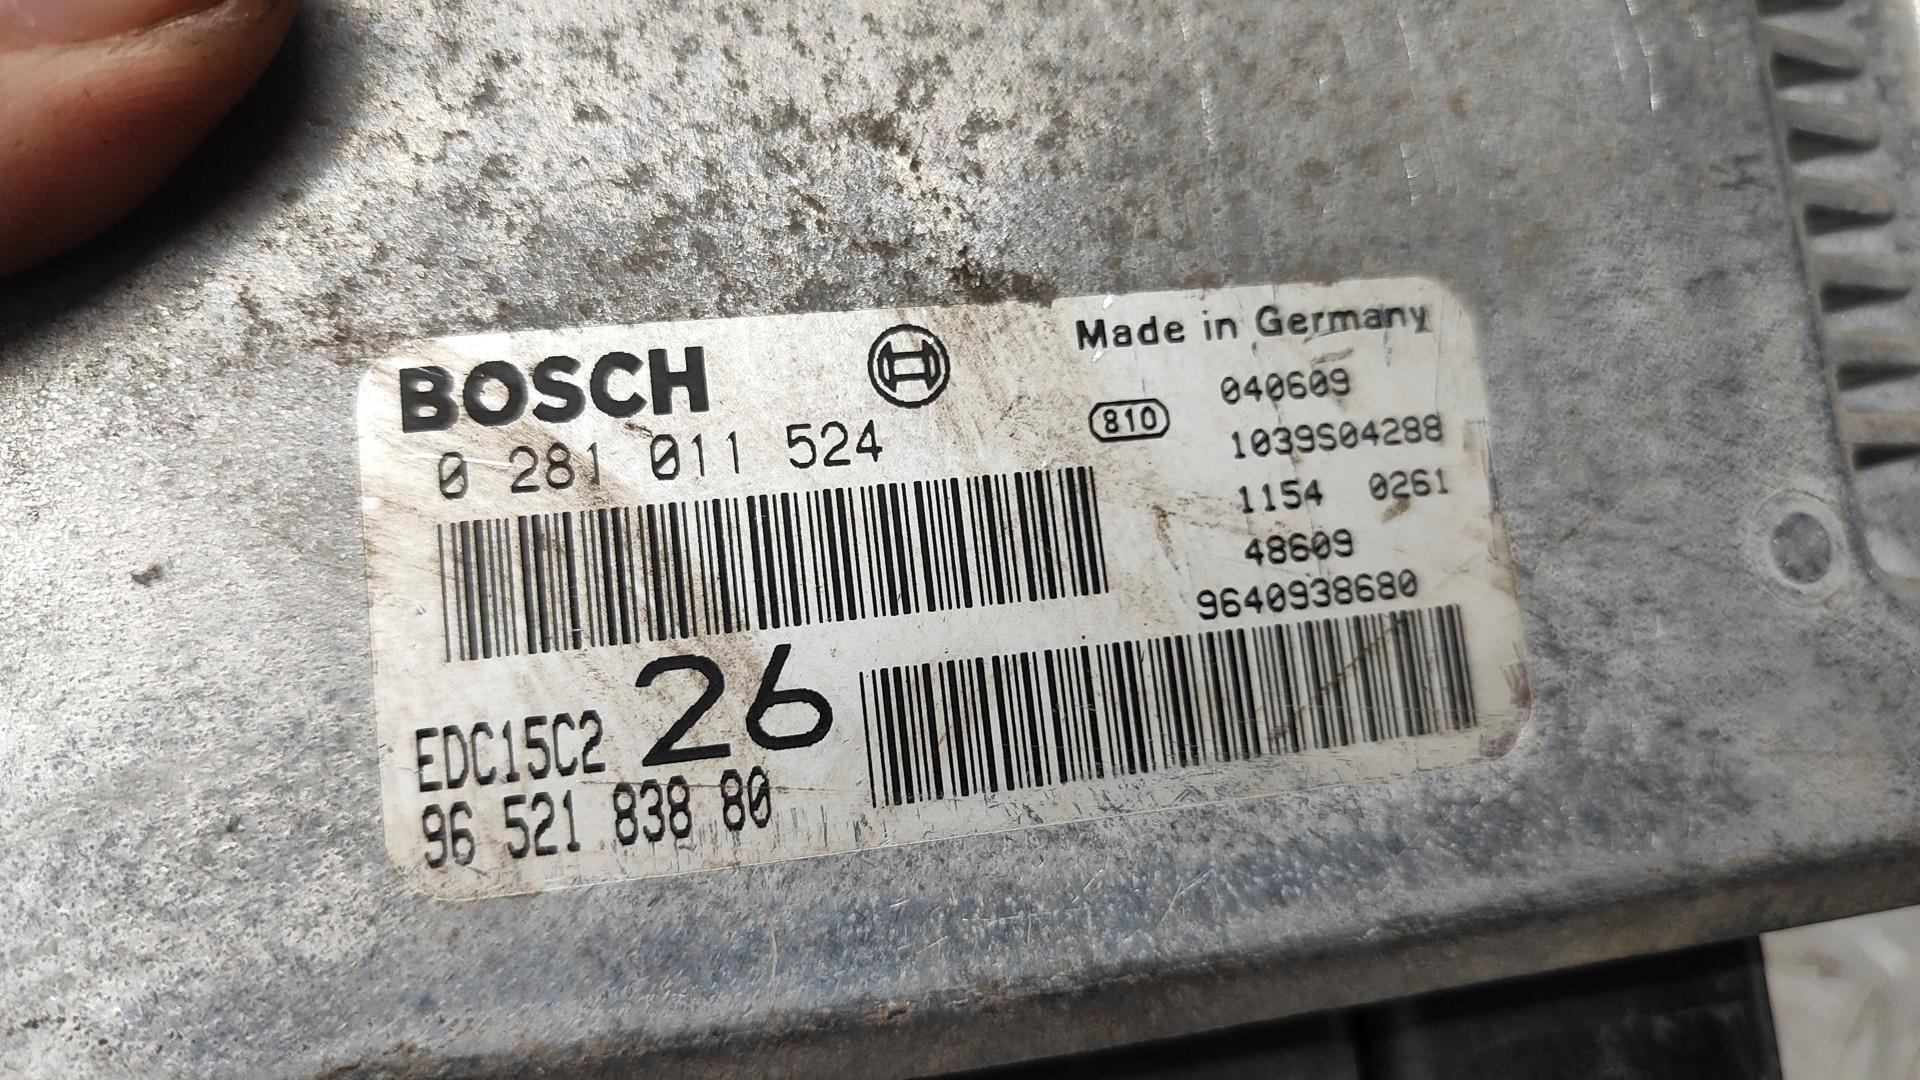 BOSCH
0 281 011 524
Made in Germany
810
040609
1039S04288
1154 0261
48609
9640938680
26
EDC15C2
96 521 838 80